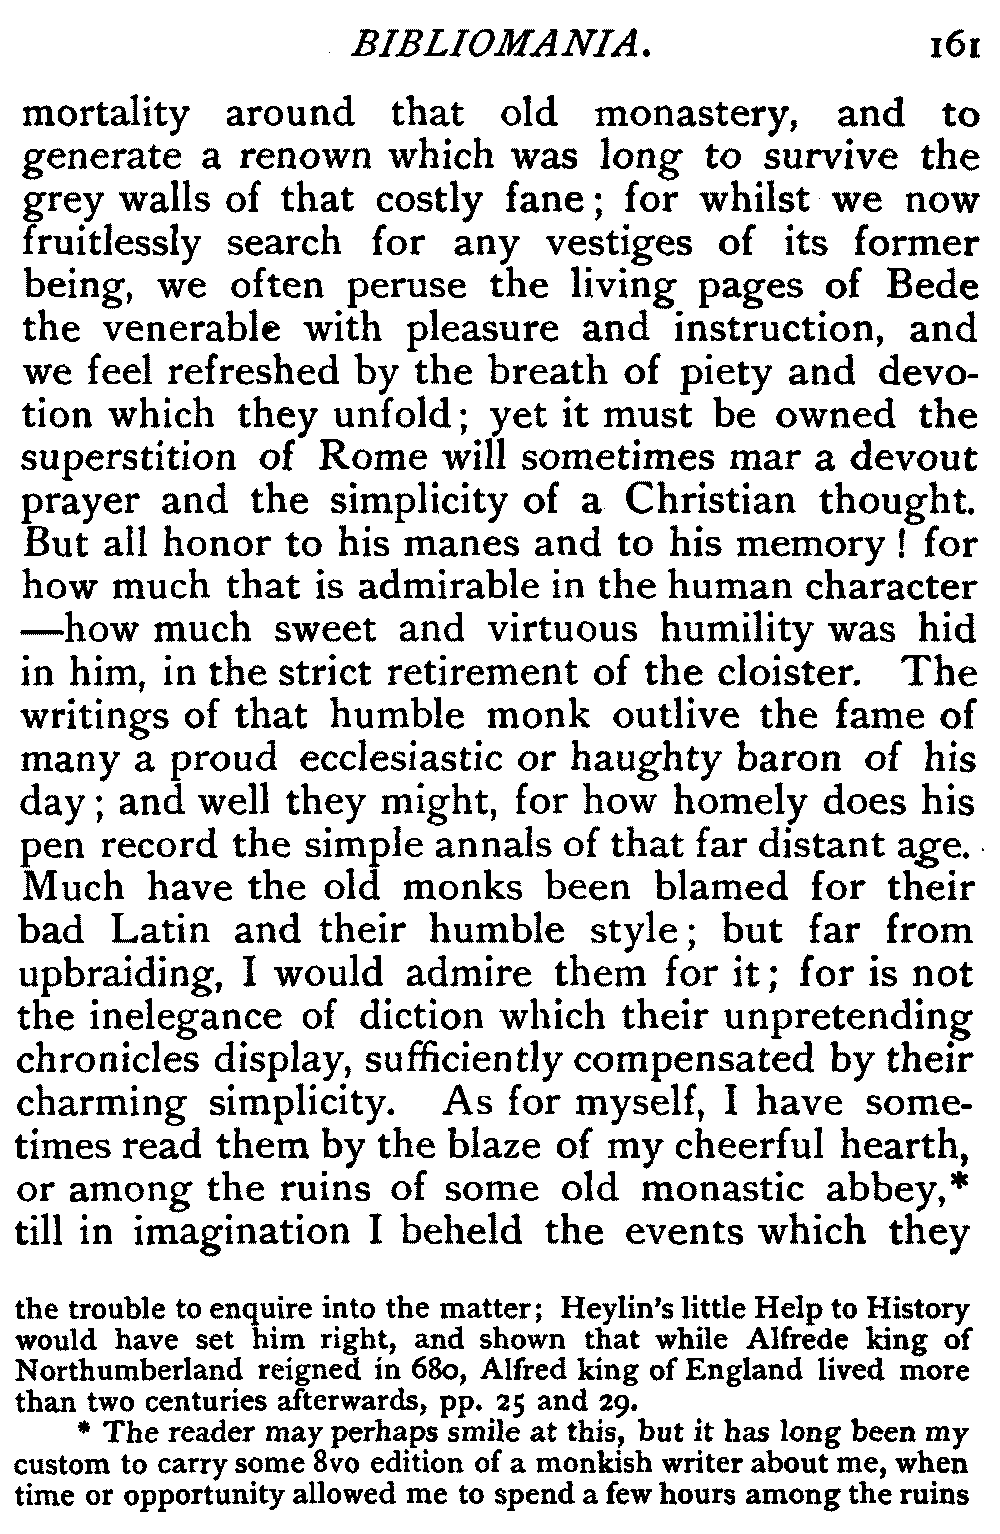 BIBLIOMANIA. 161
mortality around that old monastery, and to
generate a renown which was long to survive the
grey walls of that costly fane; for whilst we now
fruitlessly search for any vestiges of its former
being, we often peruse the living pages of Bede
the venerable with pleasure and instruction, and
we feel refreshed by the breath of piety and devo-
tion which they unfold; yet it must be owned the
superstition of Rome will sometimes mar a devout
prayer and the simplicity of a Christian thought.
But all honor to his manes and to his memory! for
how much that is admirable in the human character
—how much sweet and virtuous humility was hid
in him, in the strict retirement of the cloister. The
writings of that humble monk outlive the fame of
many a proud ecclesiastic or haughty baron of his
day; and well they might, for how homely does his
pen record the simple annals of that far distant age.
Much have the old monks been blamed for their
bad Latin and their humble style; but far from
upbraiding, I would admire them for it; for is not
the inelegance of diction which their unpretending
chronicles display, sufficiently compensated by their
charming simplicity. As for myself, I have some-
times read them by the blaze of my cheerful hearth,
or among the ruins of some old monastic abbey,*
till in imagination I beheld the events which they
the trouble to enquire into the matter; Heylin's little Help to History
would have set him right, and shown that while Alfrede king of
Northumberland reigned in 680, Alfred king of England lived more
than two centuries afterwards, pp. 25 and 29.
* The reader may perhaps smile at this, but it has long been my
custom to carry some 8vo edition of a monkish writer about me, when
time or opportunity allowed me to spend a few hours among the ruins